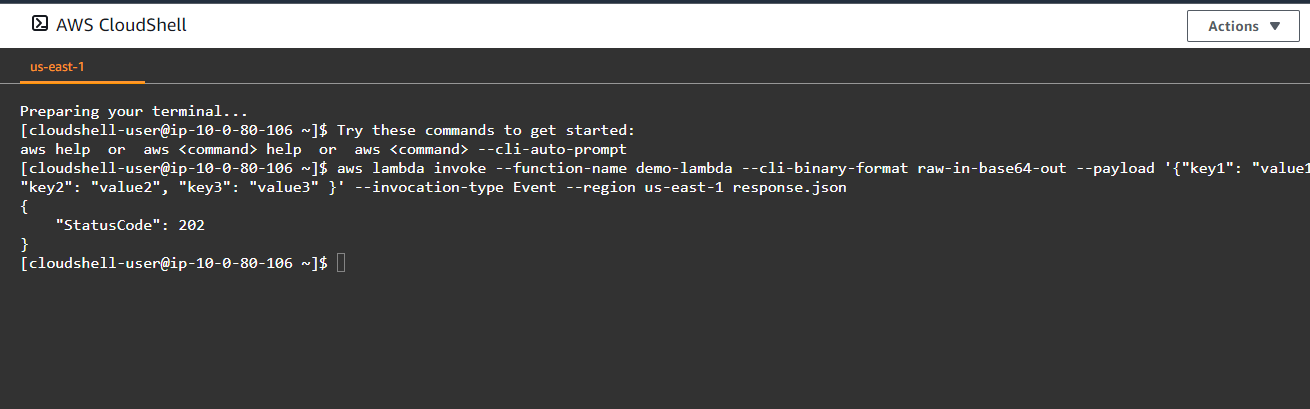 AWS CloudShell
Actions
us-east-1
Preparing your terminal...
[cloudshell-user@ip-10-0-80-106 ~]$ Try these commands to get started:
aws help  or  aws <command> help  or  aws <command> --cli-auto-prompt
[cloudshell-user@ip-10-0-80-106 ~]$ aws lambda invoke --function-name demo-lambda --cli-binary-format raw-in-base64-out --payload '{"key1": "value1
"key2": "value2", "key3": "value3" }' --invocation-type Event --region us-east-1 response.json
{
    "StatusCode": 202
}
[cloudshell-user@ip-10-0-80-106 ~]$